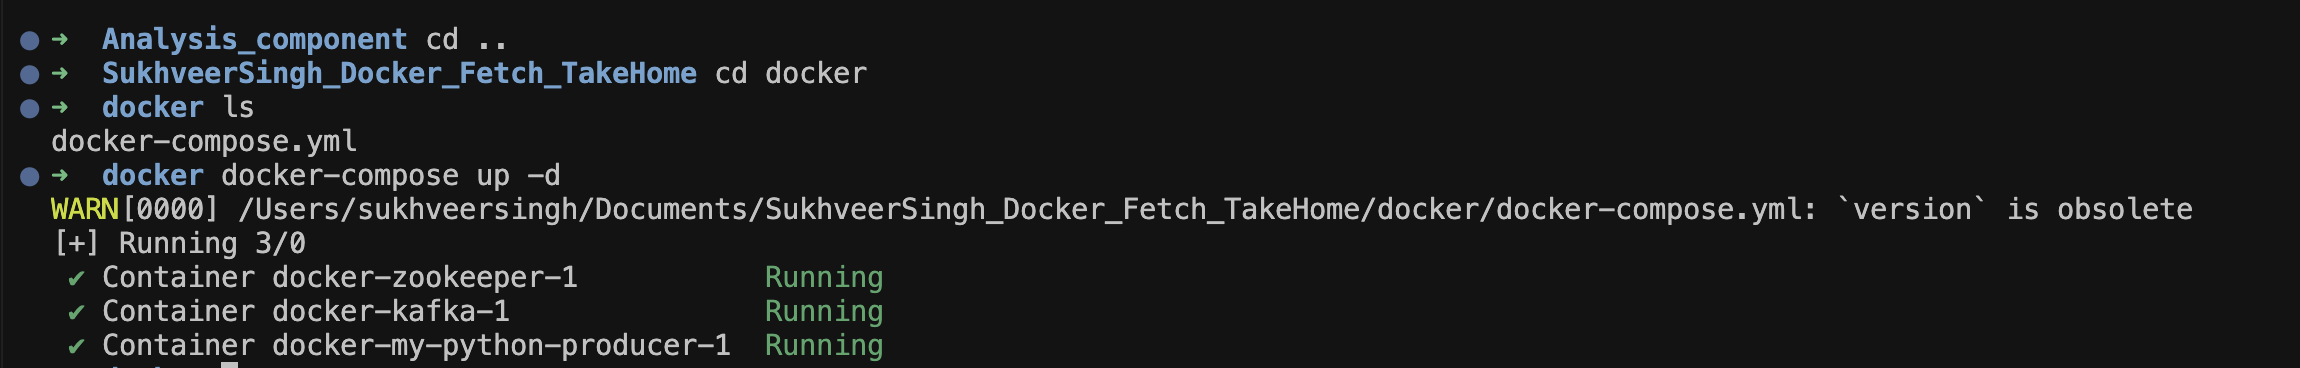 ● → Analysis_component cd ..
● → SukhveerSingh_Docker_Fetch_TakeHome cd docker
● → docker ls
docker-compose.yml
● → docker docker-compose up -d
WARN[0000] /Users/sukhveersingh/Documents/SukhveerSingh_Docker_Fetch_TakeHome/docker/docker-compose.yml: `version` is obsolete
[+] Running 3/0
✔ Container docker-zookeeper-1 Running
✔ Container docker-kafka-1 Running
✔ Container docker-my-python-producer-1 Running